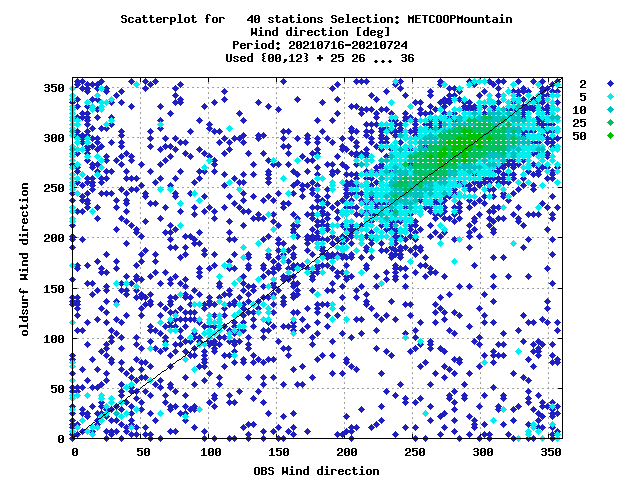 Scatterplot for   40 stations Selection: METCOOPMountain
Wind direction [deg]
Period: 20210716-20210724
Used {00,12} + 25 26 ... 36
350
300
250
200
150
100
50
0
oldsurf Wind direction
0 50 100 150 200 250 300 350
OBS Wind direction
2
5
10
25
50